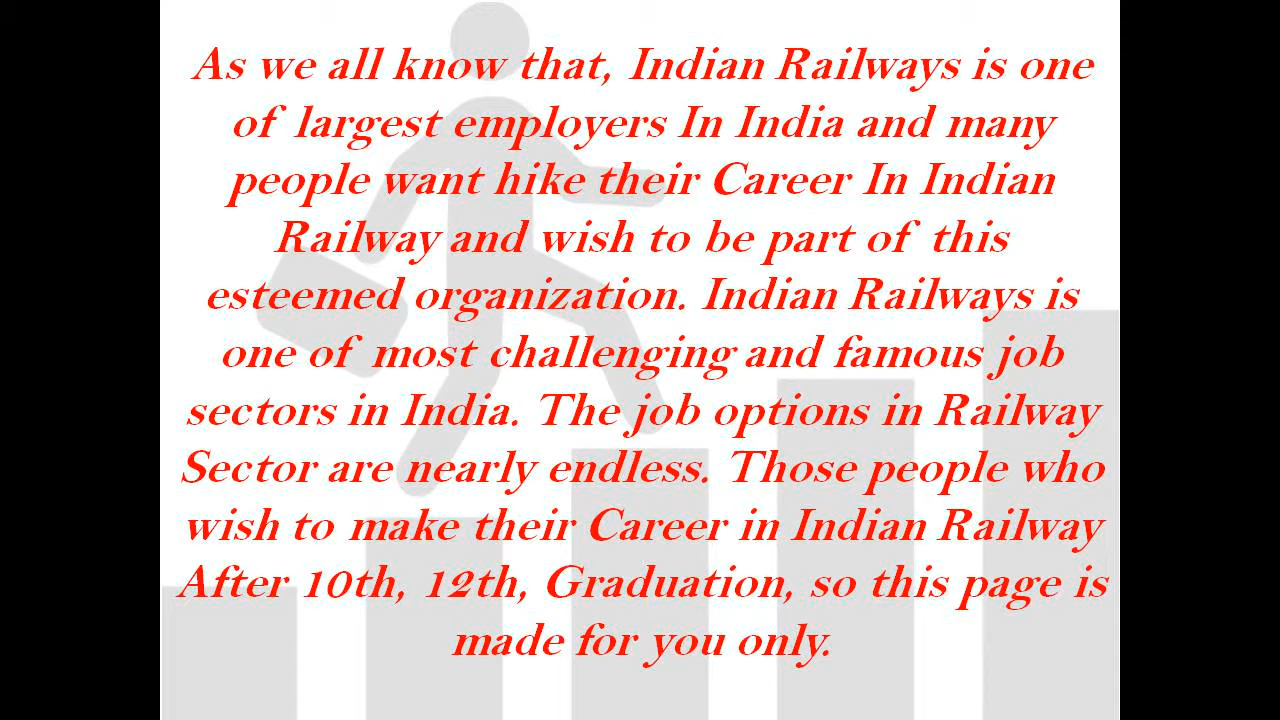 As we all know that, Indian Railways is one
of largest employers In India and many
people want hike their Career In Indian
Railway and wish to be part of this
esteemed organization. Indian Railways is
one of most challenging and famous job
sectors in India. The job options in Railway
Sector are nearly endless. Those people who
wish to make their Career in Indian Railway
After 10th, 12th, Graduation, so this page is
made for you only.